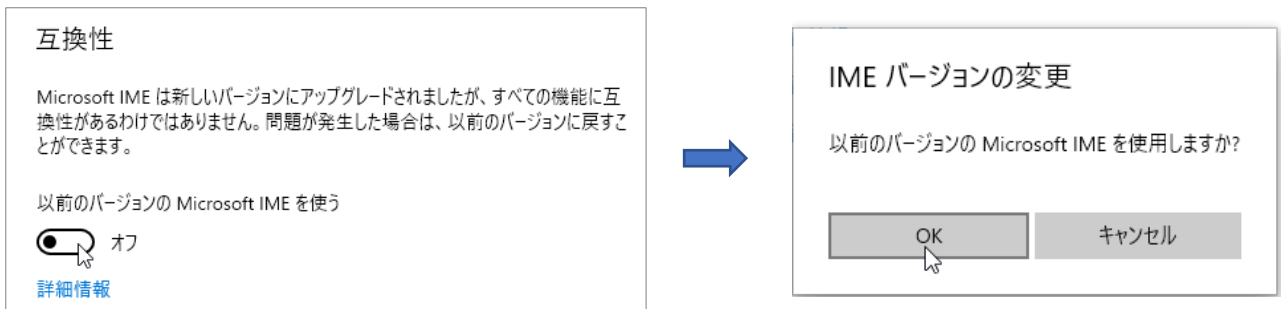 互換性
Microsoft IME は新しいバージョンにアップグレードされましたが、すべての機能に互
換性があるわけではありません。問題が発生した場合は、以前のバージョンに戻すこ
とができます。
以前のバージョンの Microsoft IME を使う
オフ
詳細情報
IME バージョンの変更
以前のバージョンの Microsoft IME を使用しますか?
OK
キャンセル